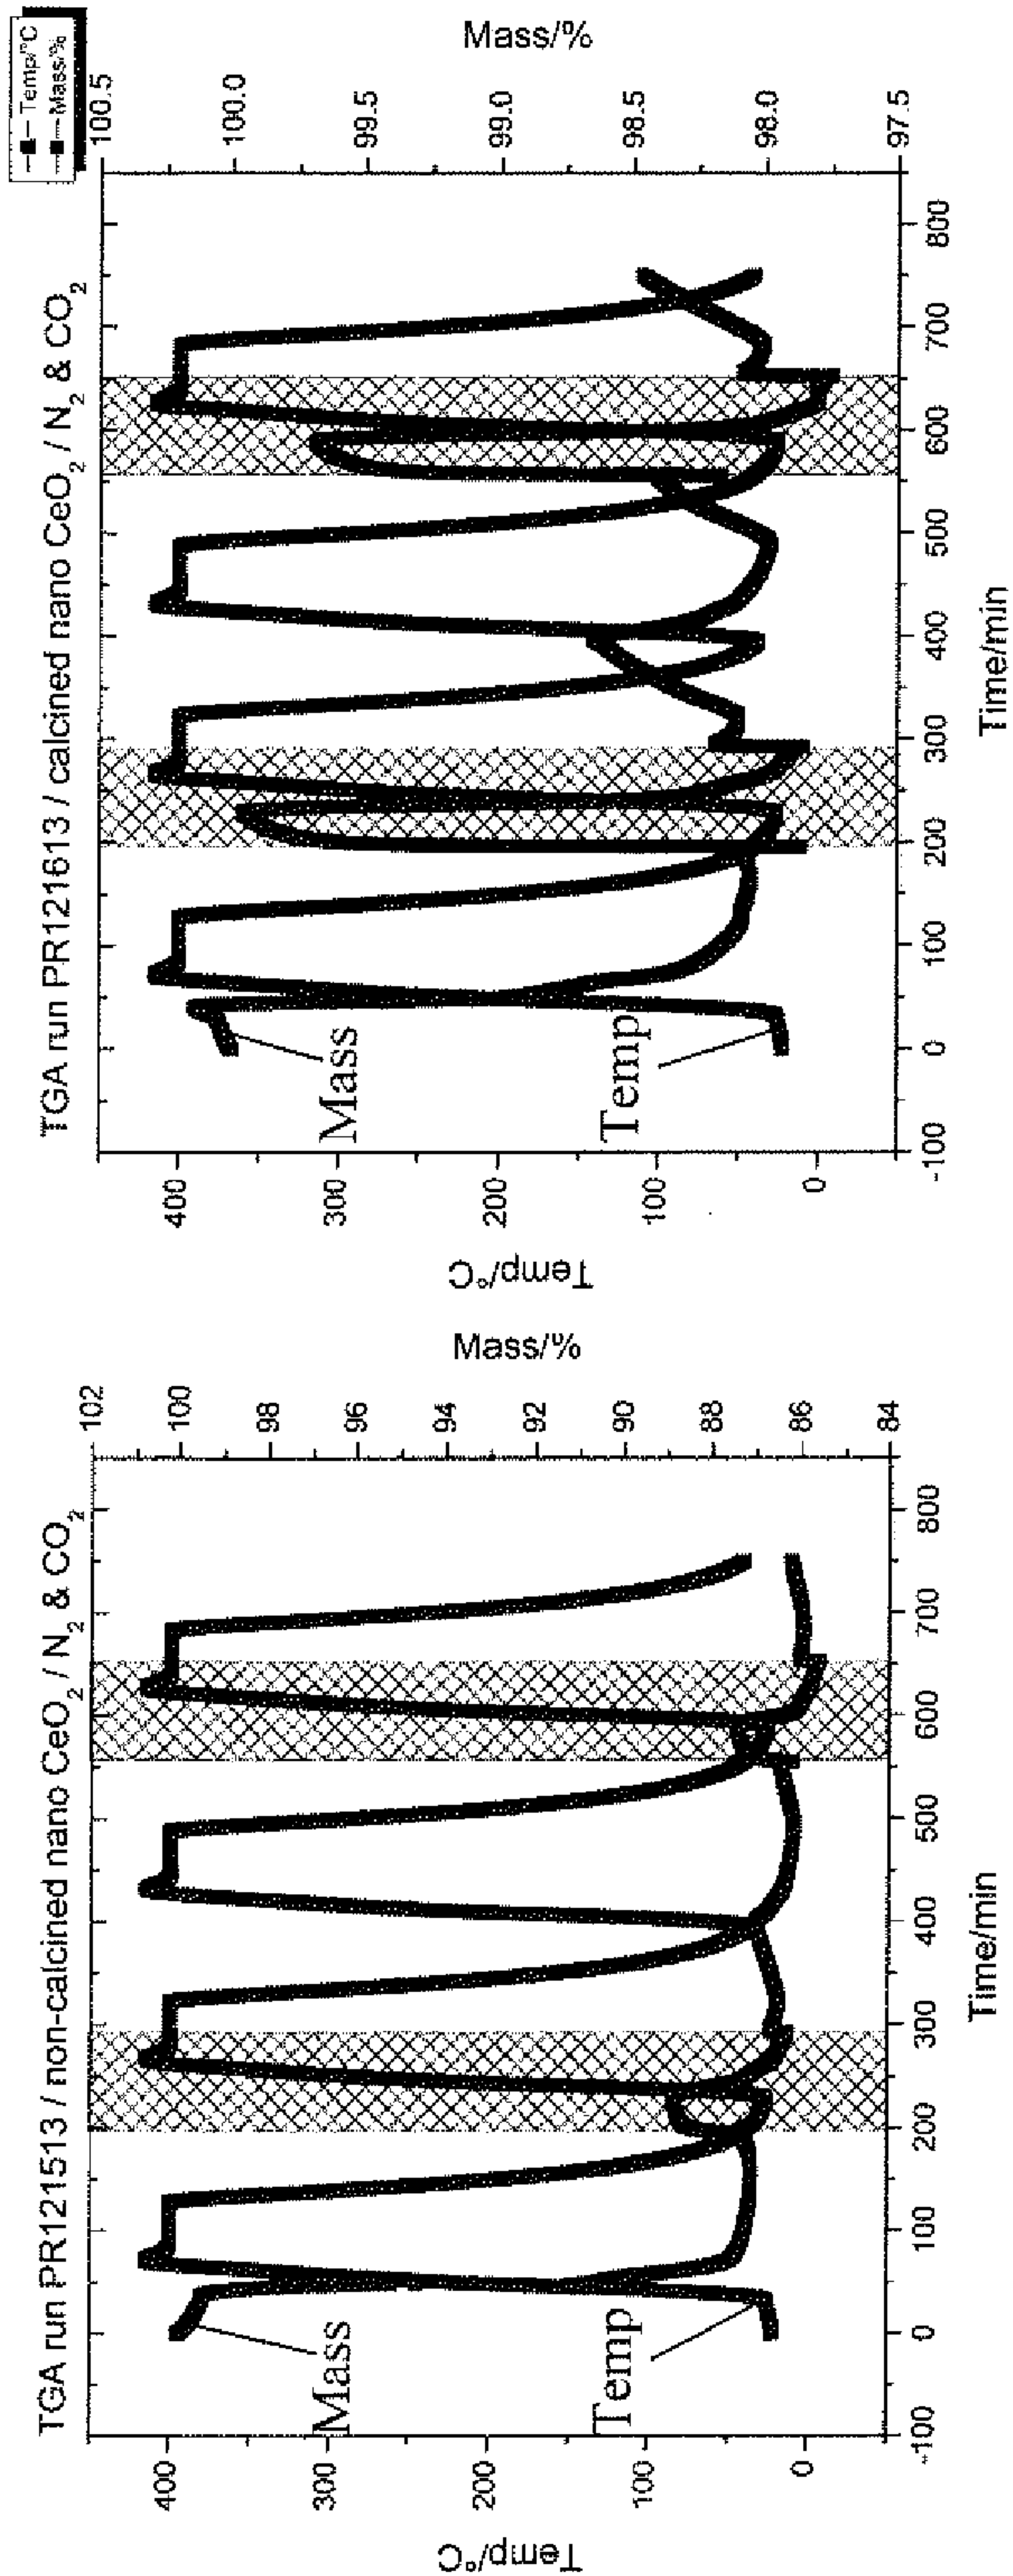 TGA run PR121513 / non-calcined nano CeO₂ / N₂ & CO₂
Temp/°C
400
300
200
100
0
Mass
Temp
Mass/%
102
100
98
96
94
92
90
88
86
84
-100 0 100 200 300 400 500 600 700 800
Time/min
TGA run PR121613 / calcined nano CeO₂ / N₂ & CO₂
Temp/°C
Mass/%
Temp/°C
400
300
200
100
0
Mass
Temp
Mass/%
100.5
100.0
99.5
99.0
98.5
98.0
97.5
-100 0 100 200 300 400 500 600 700 800
Time/min